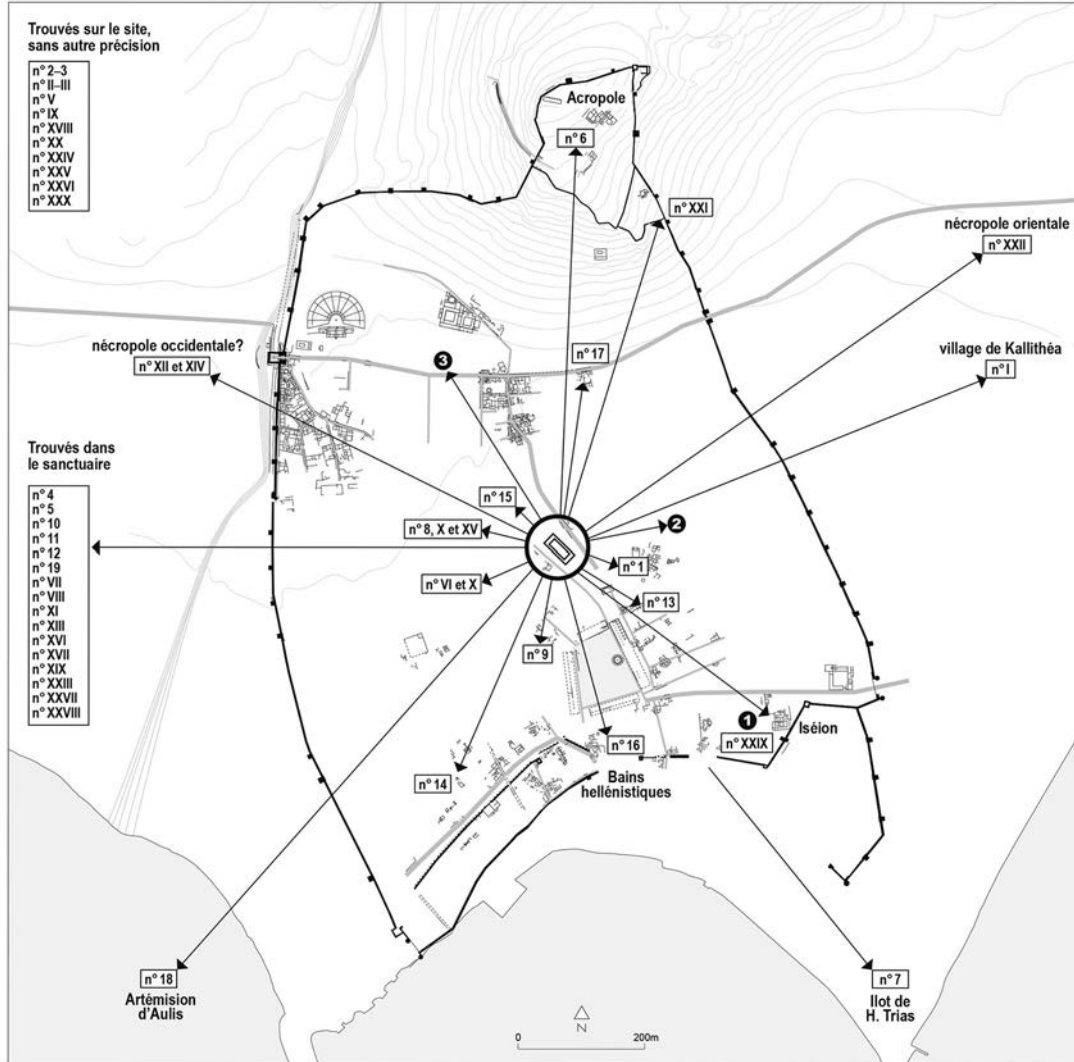 Trouvés sur le site,
sans autre précision
n° 2–3
n° II–III
n° V
n° IX
n° XVIII
n° XX
n° XXIV
n° XXV
n° XXVI
n° XXX
Acropole
n° 6
n° XXI
nécropole orientale
n° XXII
nécropole occidentale?
n° XII et XIV
3
n° 17
village de Kallithéa
n° I
Trouvés dans
le sanctuaire
n° 4
n° 5
n° 10
n° 11
n° 12
n° 19
n° VII
n° VIII
n° XI
n° XIII
n° XVI
n° XVII
n° XIX
n° XXIII
n° XXVII
n° XXVIII
n° 15
n° 8, X et XV
2
n° VI et X
n° 1
n° 13
n° 9
1
Iséion
n° XXIX
n° 16
Bains
hellénistiques
n° 14
n° 18
Artémision
d'Aulis
n° 7
Ilot de
H. Trias
N
0 200m